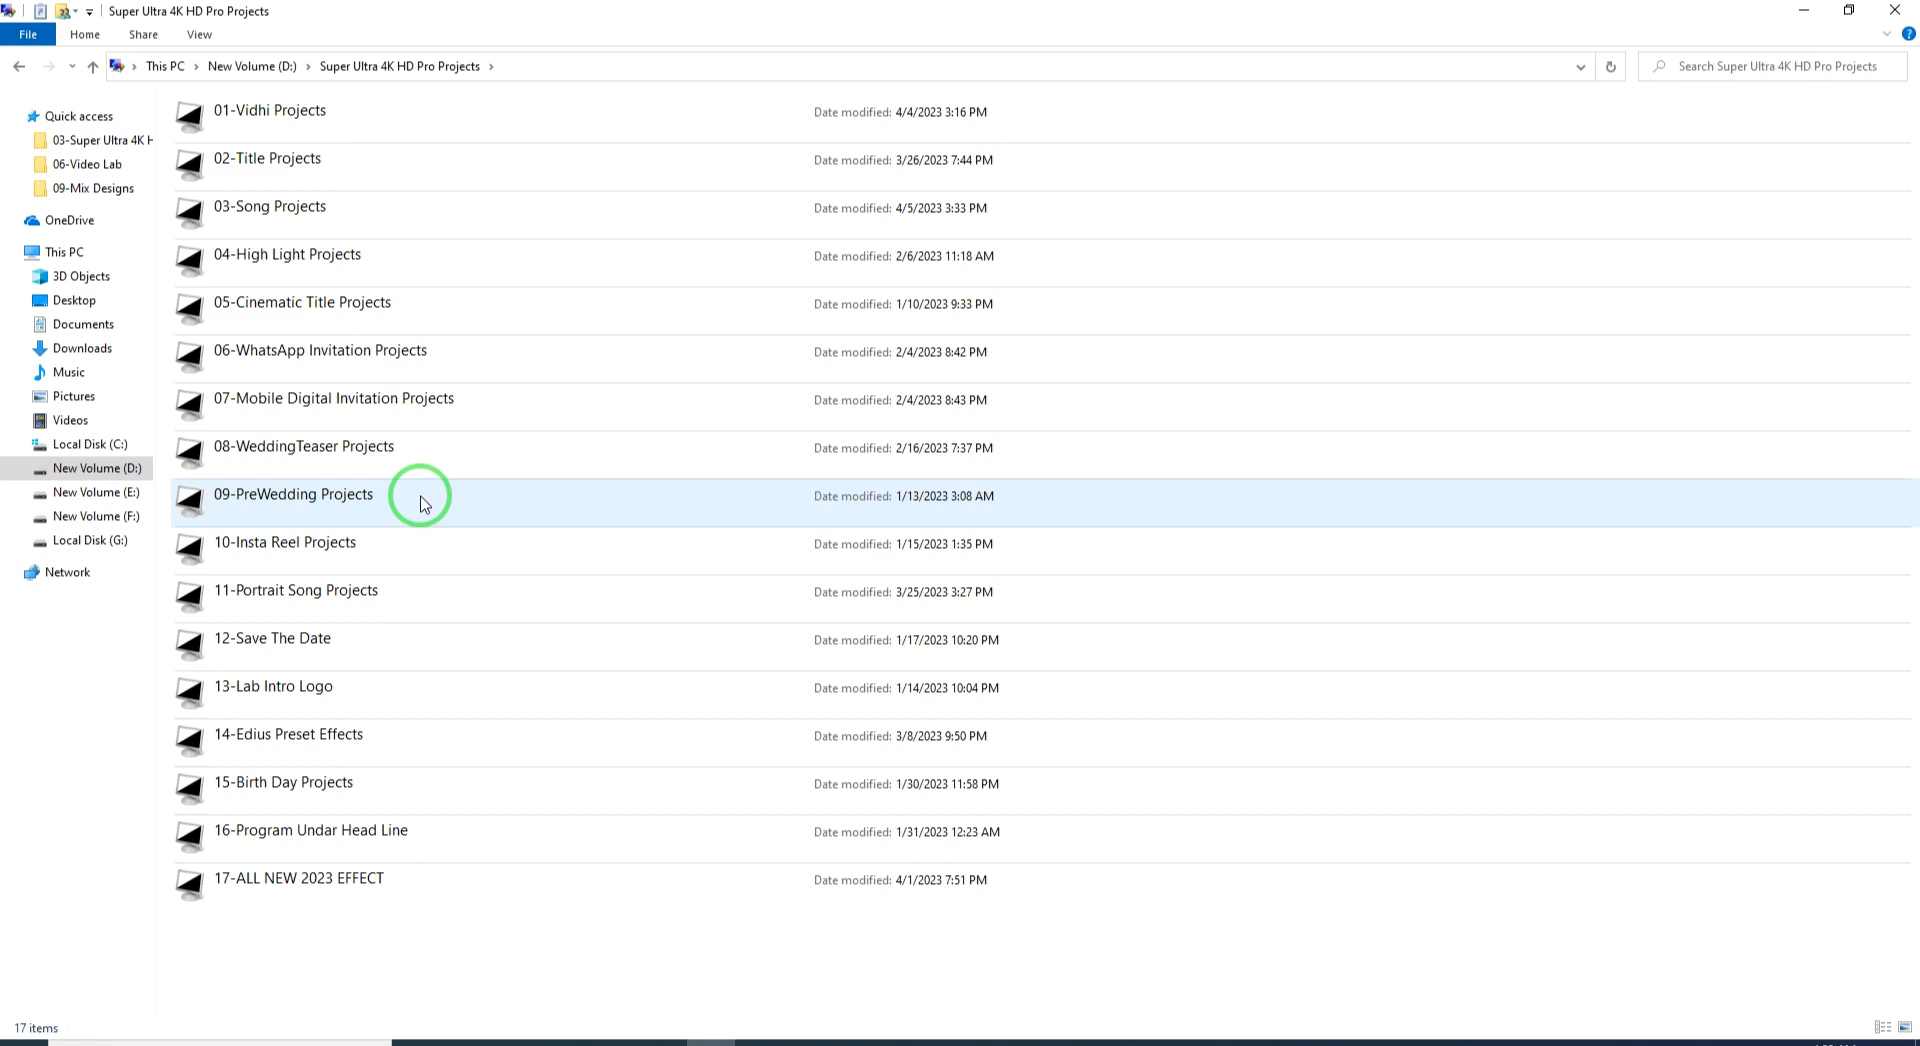 Super Ultra 4K HD Pro Projects
File Home Share View
This PC New Volume (D:) Super Ultra 4K HD Pro Projects
Search Super Ultra 4K HD Pro Projects
Quick access
03-Super Ultra 4K H
06-Video Lab
09-Mix Designs
OneDrive
This PC
3D Objects
Desktop
Documents
Downloads
Music
Pictures
Videos
Local Disk (C:)
New Volume (D:)
New Volume (E:)
New Volume (F:)
Local Disk (G:)
Network
01-Vidhi Projects Date modified: 4/4/2023 3:16 PM
02-Title Projects Date modified: 3/26/2023 7:44 PM
03-Song Projects Date modified: 4/5/2023 3:33 PM
04-High Light Projects Date modified: 2/6/2023 11:18 AM
05-Cinematic Title Projects Date modified: 1/10/2023 9:33 PM
06-WhatsApp Invitation Projects Date modified: 2/4/2023 8:42 PM
07-Mobile Digital Invitation Projects Date modified: 2/4/2023 8:43 PM
08-WeddingTeaser Projects Date modified: 2/16/2023 7:37 PM
09-PreWedding Projects Date modified: 1/13/2023 3:08 AM
10-Insta Reel Projects Date modified: 1/15/2023 1:35 PM
11-Portrait Song Projects Date modified: 3/25/2023 3:27 PM
12-Save The Date Date modified: 1/17/2023 10:20 PM
13-Lab Intro Logo Date modified: 1/14/2023 10:04 PM
14-Edius Preset Effects Date modified: 3/8/2023 9:50 PM
15-Birth Day Projects Date modified: 1/30/2023 11:58 PM
16-Program Undar Head Line Date modified: 1/31/2023 12:23 AM
17-ALL NEW 2023 EFFECT Date modified: 4/1/2023 7:51 PM
17 items